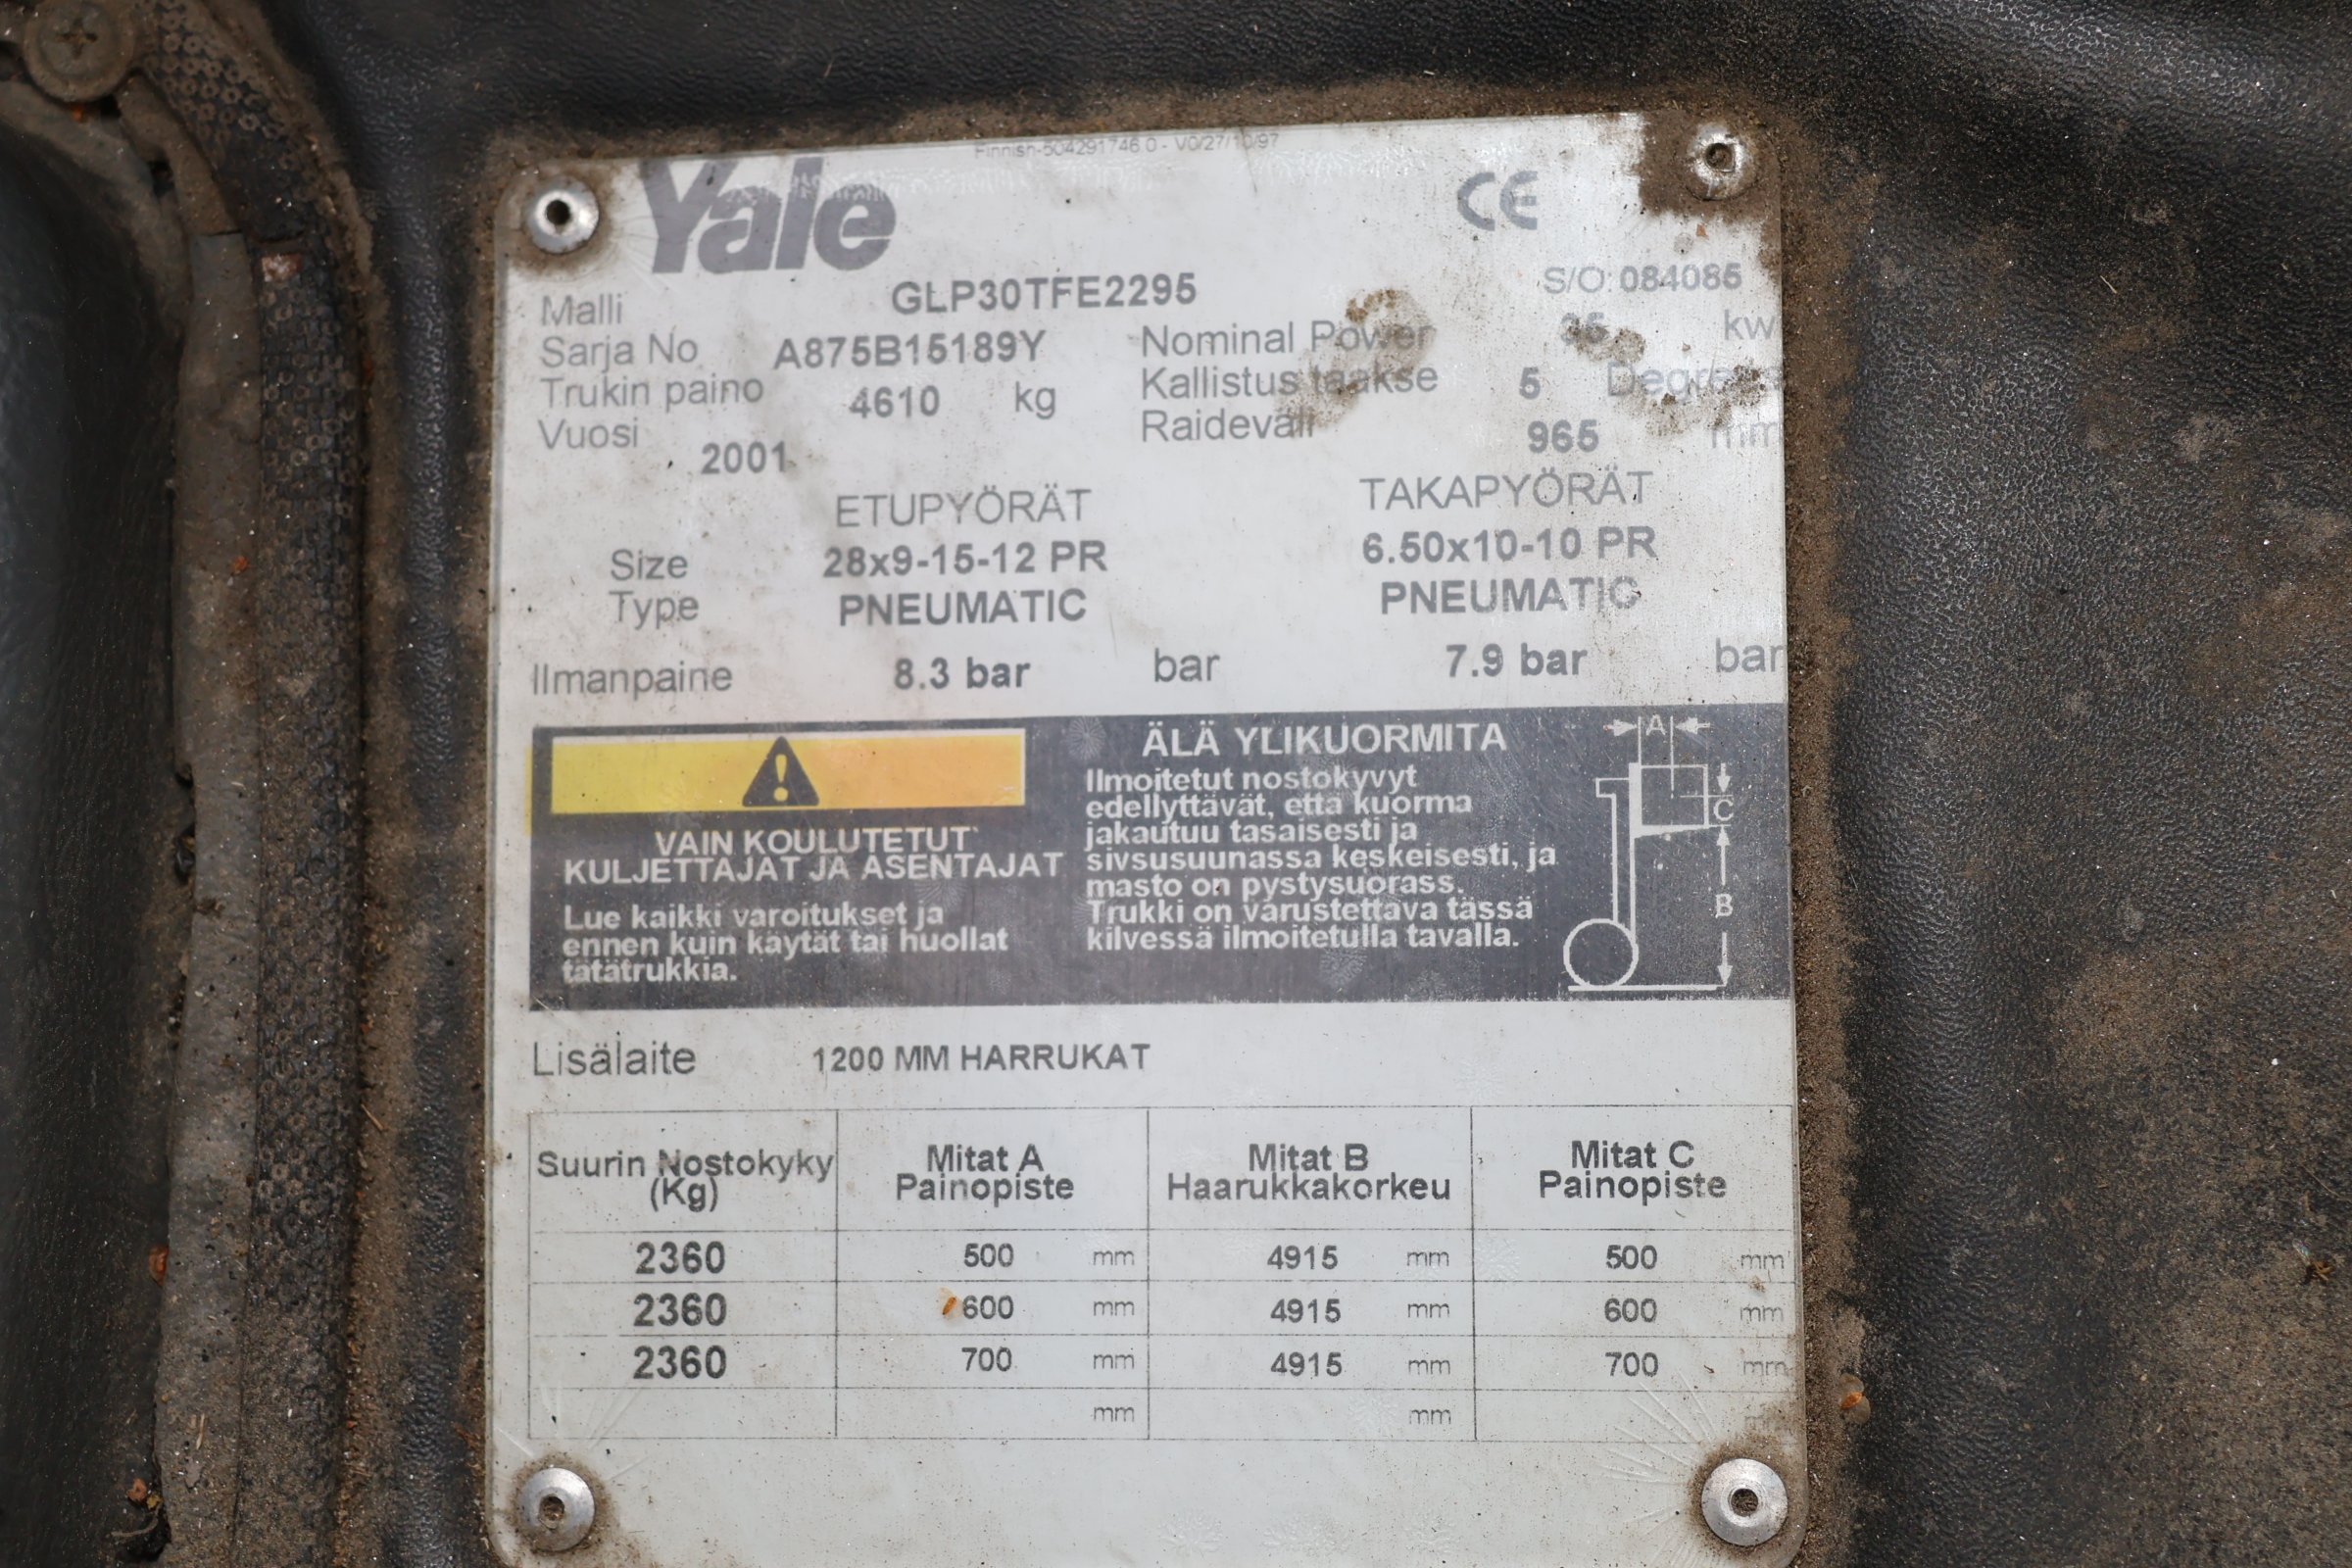 Finnish-504291746 0 - V0/27/10/97
Yale
CE
S/O: 084085
Malli GLP30TFE2295
Sarja No A875B15189Y Nominal Power kw
Trukin paino 4610 kg Kallistus taakse 5 Degrees
Vuosi 2001 Raideväli 965 mm
ETUPYÖRÄT TAKAPYÖRÄT
Size 28x9-15-12 PR 6.50x10-10 PR
Type PNEUMATIC PNEUMATIC
Ilmanpaine 8.3 bar bar 7.9 bar bar
VAIN KOULUTETUT
KULJETTAJAT JA ASENTAJAT
Lue kaikki varoitukset ja
ennen kuin käytät tai huollat
tätätrukkia.
ÄLÄ YLIKUORMITA
Ilmoitetut nostokyvyt
edellyttävät, että kuorma
jakautuu tasaisesti ja
sivsusuunassa keskeisesti, ja
masto on pystysuorass.
Trukki on varustettava tässä
kilvessä ilmoitetulla tavalla.
A
C
B
Lisälaite 1200 MM HARRUKAT
Suurin Nostokyky (Kg) Mitat A Painopiste Mitat B Haarukkakorkeu Mitat C Painopiste
2360 500 mm 4915 mm 500 mm
2360 600 mm 4915 mm 600 mm
2360 700 mm 4915 mm 700 mm
mm mm